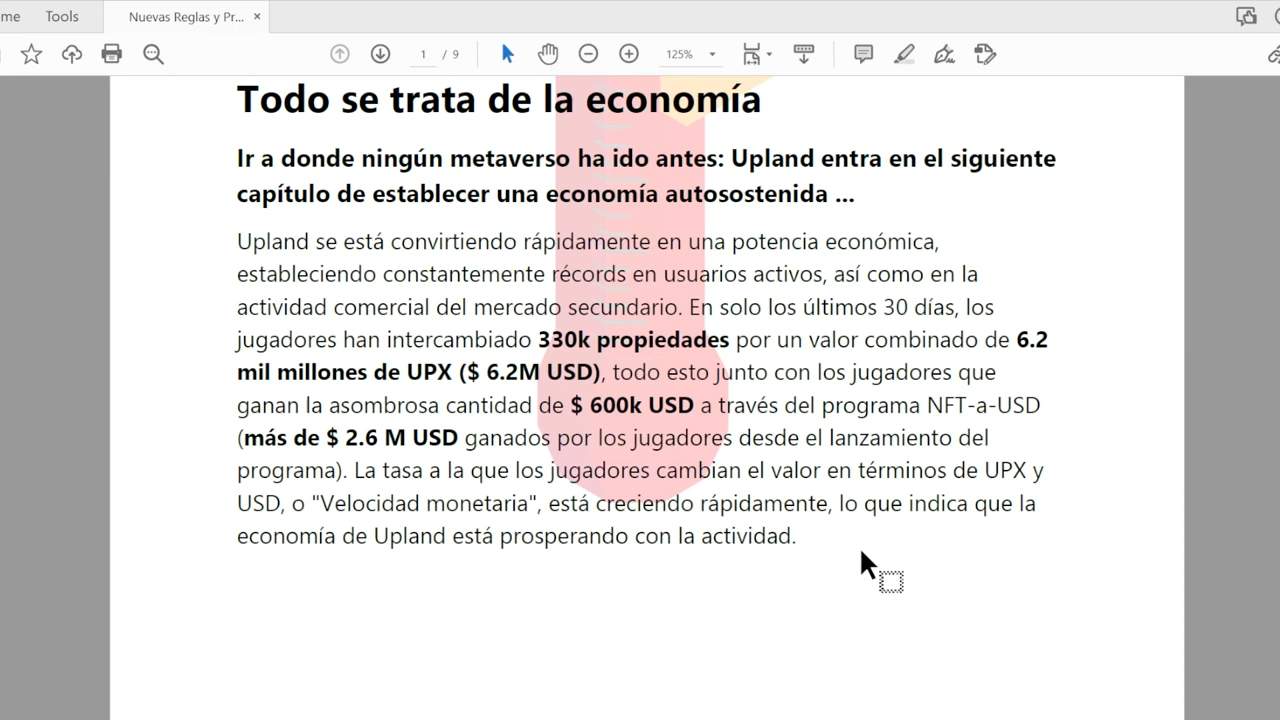 me Tools Nuevas Reglas y Pr... ×
1 / 9 125%
Todo se trata de la economía
Ir a donde ningún metaverso ha ido antes: Upland entra en el siguiente
capítulo de establecer una economía autosostenida ...
Upland se está convirtiendo rápidamente en una potencia económica,
estableciendo constantemente récords en usuarios activos, así como en la
actividad comercial del mercado secundario. En solo los últimos 30 días, los
jugadores han intercambiado 330k propiedades por un valor combinado de 6.2
mil millones de UPX ($ 6.2M USD), todo esto junto con los jugadores que
ganan la asombrosa cantidad de $ 600k USD a través del programa NFT-a-USD
(más de $ 2.6 M USD ganados por los jugadores desde el lanzamiento del
programa). La tasa a la que los jugadores cambian el valor en términos de UPX y
USD, o "Velocidad monetaria", está creciendo rápidamente, lo que indica que la
economía de Upland está prosperando con la actividad.